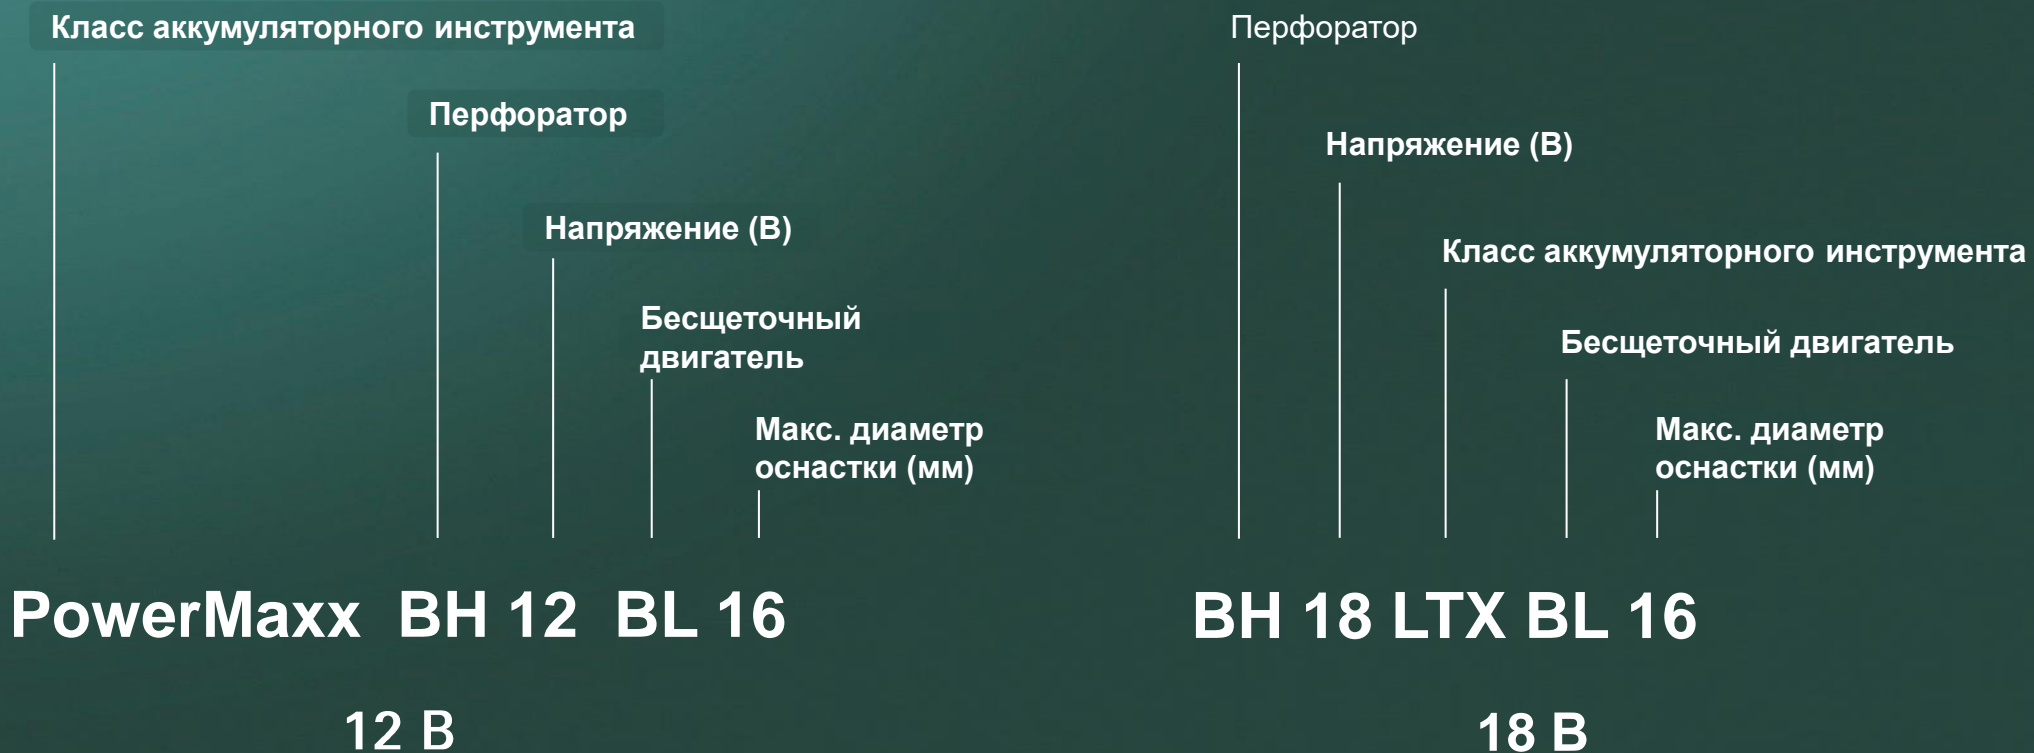 Класс аккумуляторного инструмента
Перфоратор
Напряжение (В)
Бесщеточный
двигатель
Макс. диаметр
оснастки (мм)
PowerMaxx BH 12 BL 16
12 В
Перфоратор
Напряжение (В)
Класс аккумуляторного инструмента
Бесщеточный двигатель
Макс. диаметр
оснастки (мм)
BH 18 LTX BL 16
18 В